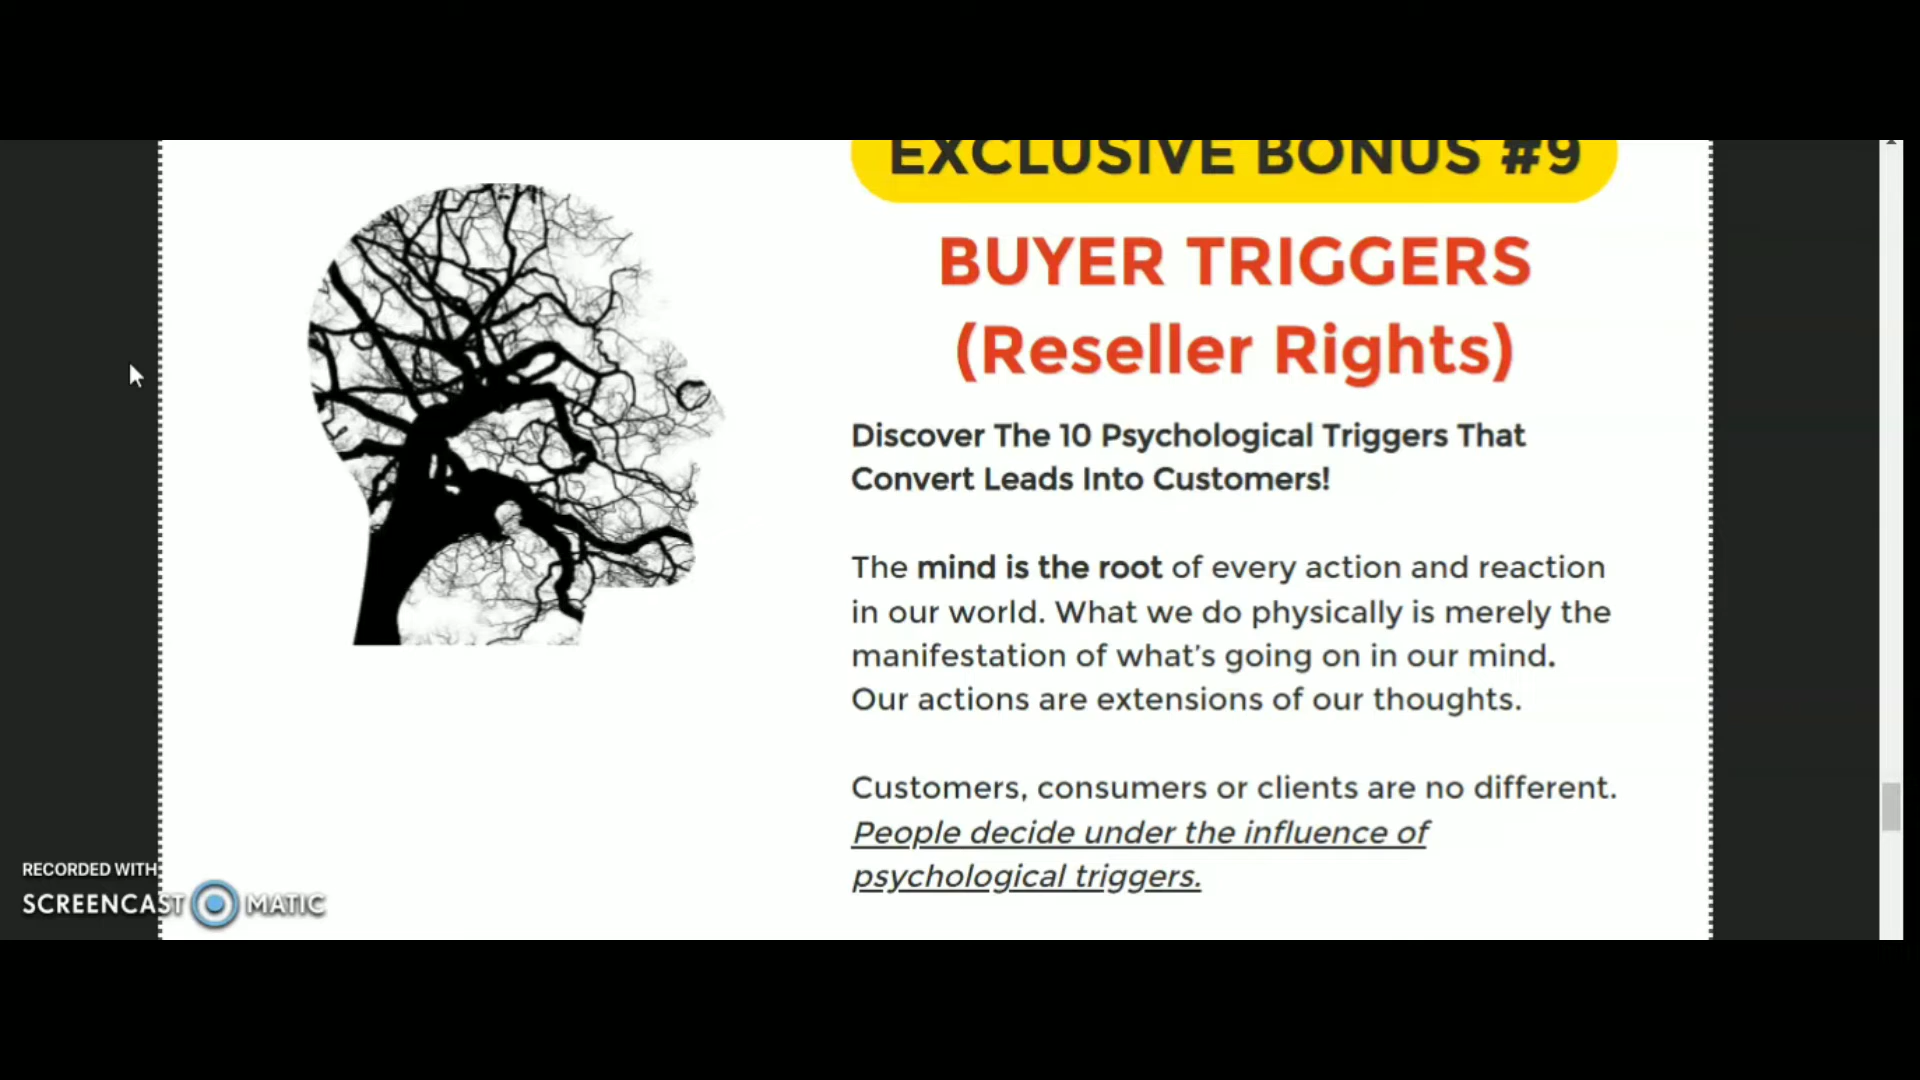 EXCLUSIVE BONUS #9
BUYER TRIGGERS
(Reseller Rights)
Discover The 10 Psychological Triggers That
Convert Leads Into Customers!
The mind is the root of every action and reaction
in our world. What we do physically is merely the
manifestation of what's going on in our mind.
Our actions are extensions of our thoughts.
Customers, consumers or clients are no different.
People decide under the influence of
psychological triggers.
RECORDED WITH
SCREENCAST MATIC